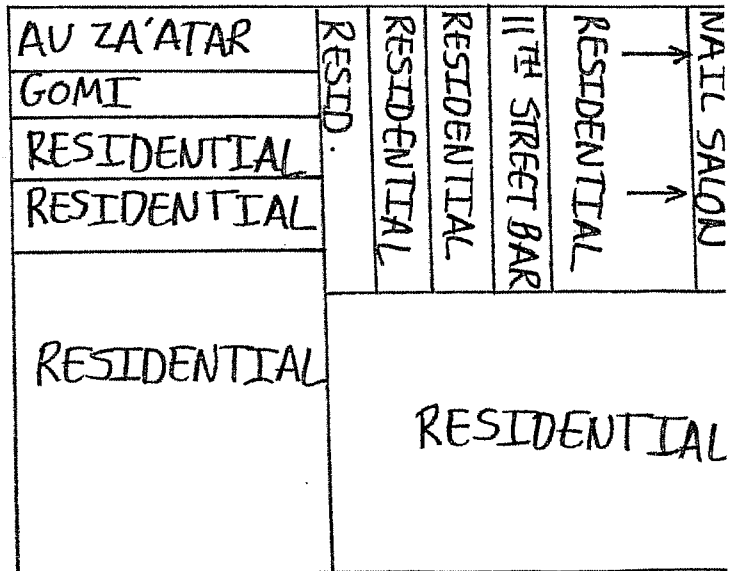 AU ZA'ATAR
GOMI
RESIDENTIAL
RESIDENTIAL
RESIDENTIAL
RESID.
RESIDENTIAL
RESIDENTIAL
11TH STREET BAR
RESIDENTIAL
NAIL SALON
RESIDENTIAL